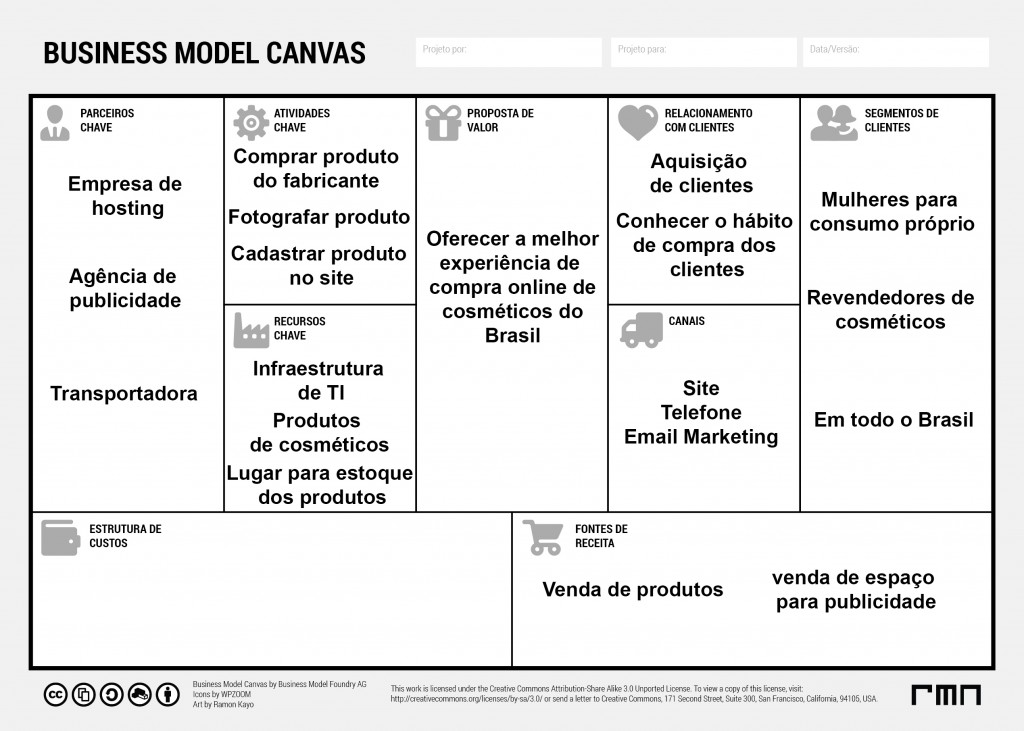 BUSINESS MODEL CANVAS
Projeto por:
Projeto para:
Data/Versão:
PARCEIROS
CHAVE
Empresa de
hosting
Agência de
publicidade
Transportadora
ATIVIDADES
CHAVE
Comprar produto
do fabricante
Fotografar produto
Cadastrar produto
no site
RECURSOS
CHAVE
Infraestrutura
de TI
Produtos
de cosméticos
Lugar para estoque
dos produtos
PROPOSTA DE
VALOR
Oferecer a melhor
experiência de
compra online de
cosméticos do
Brasil
RELACIONAMENTO
COM CLIENTES
Aquisição
de clientes
Conhecer o hábito
de compra dos
clientes
CANAIS
Site
Telefone
Email Marketing
SEGMENTOS DE
CLIENTES
Mulheres para
consumo próprio
Revendedores de
cosméticos
Em todo o Brasil
ESTRUTURA DE
CUSTOS
FONTES DE
RECEITA
Venda de produtos
venda de espaço
para publicidade
cc
Business Model Canvas by Business Model Foundry AG
Icons by WPZOOM
Art by Ramon Kayo
This work is licensed under the Creative Commons Attribution-Share Alike 3.0 Unported License. To view a copy of this license, visit:
http://creativecommons.org/licenses/by-sa/3.0/ or send a letter to Creative Commons, 171 Second Street, Suite 300, San Francisco, California, 94105, USA.
rmn